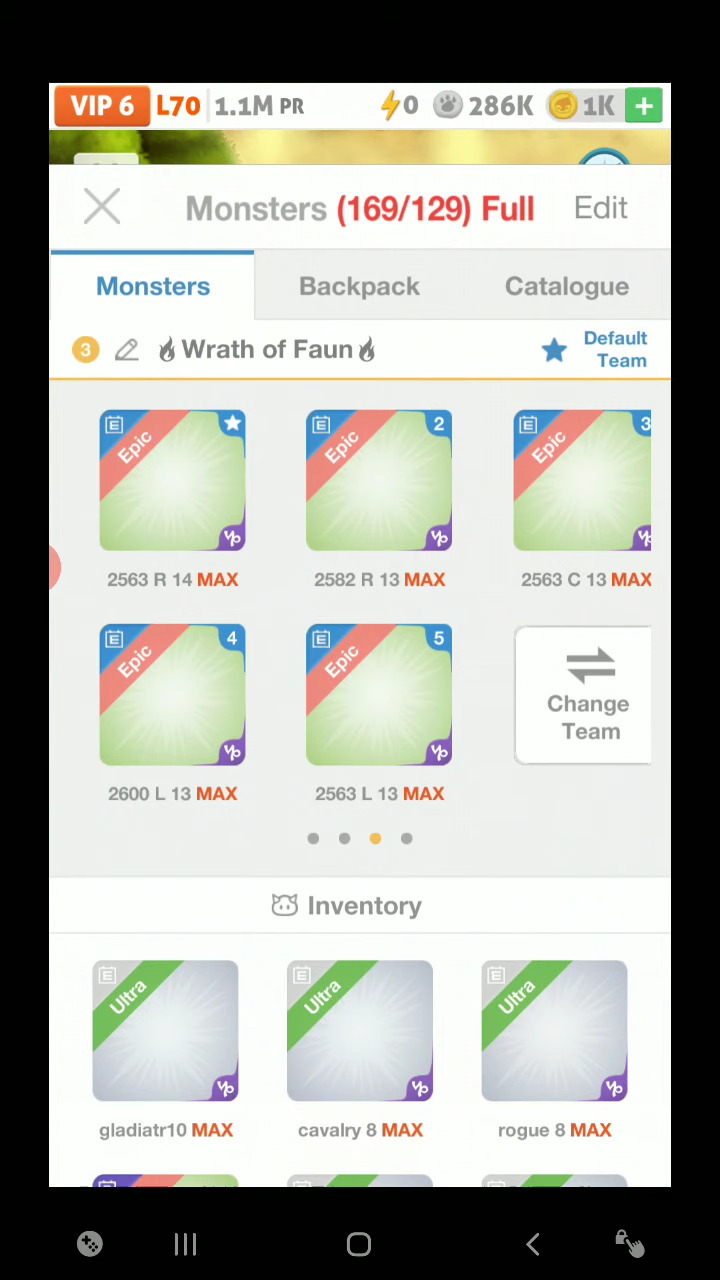 VIP 6 L70 1.1M PR 0 286K 1K +
Monsters (169/129) Full Edit
Monsters Backpack Catalogue
3 Wrath of Faun Default
Team
E Epic E Epic 2 E Epic 3
2563 R 14 MAX 2582 R 13 MAX 2563 C 13 MAX
E Epic 4 E Epic 5
Change
Team
2600 L 13 MAX 2563 L 13 MAX
Inventory
E Ultra E Ultra E Ultra
gladiatr10 MAX cavalry 8 MAX rogue 8 MAX